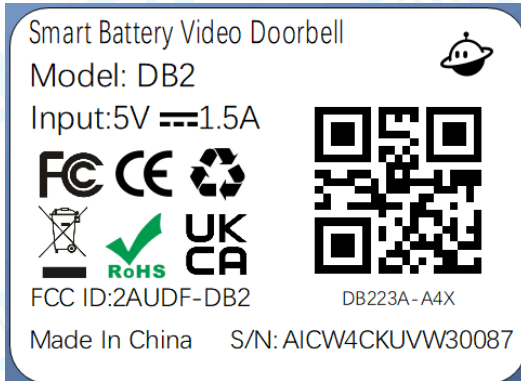 Smart Battery Video Doorbell
Model: DB2
Input:5V ⎓1.5A
FC CE
RoHS
UK
CA
FCC ID:2AUDF-DB2
DB223A-A4X
Made In China S/N: AICW4CKUVW30087